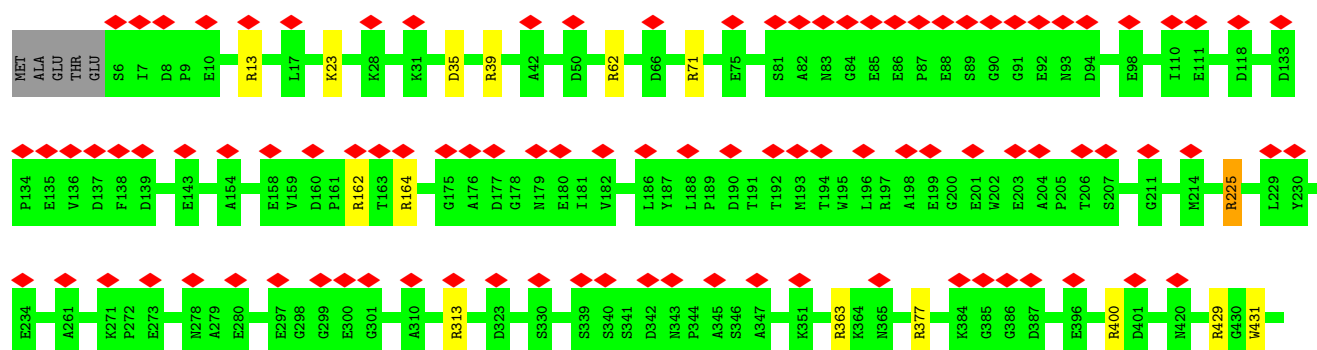 MET ALA GLU THR GLU S6 I7 D8 P9 E10 R13 L17 K23 K28 K31 D35 R39 A42 D50 R62 D66 R71 E75 S81 A82 N83 G84 E85 E86 P87 E88 S89 G90 G91 E92 N93 D94 E98 I110 E111 D118 D133
P134 E135 V136 D137 F138 D139 E143 A154 E158 V159 D160 P161 R162 T163 R164 G175 A176 D177 G178 N179 E180 I181 V182 L186 Y187 L188 P189 D190 T191 T192 M193 T194 W195 L196 R197 A198 E199 G200 E201 W202 E203 A204 P205 T206 S207 G211 M214 R225 L229 Y230
E234 A261 K271 P272 E273 N278 A279 E280 E297 G298 G299 E300 G301 A310 R313 D323 S330 S339 S340 S341 D342 N343 P344 A345 S346 A347 K351 R363 K364 N365 R377 K384 G385 G386 D387 E396 R400 D401 N420 R429 G430 W431